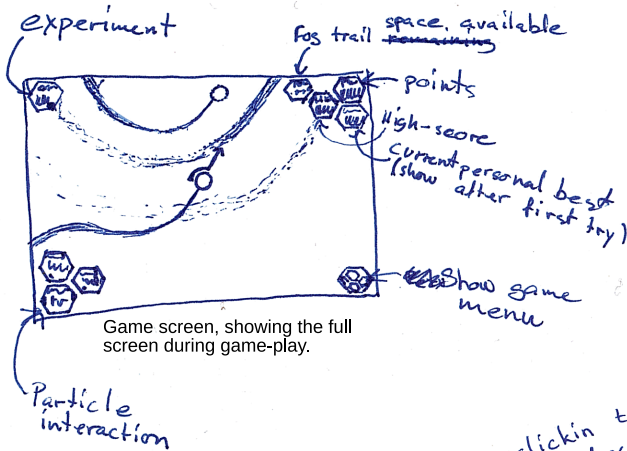 experiment
Fog trail space available
remaining
points
High-score
Current personal best
(show after first try)
Show game
menu
Game screen, showing the full
screen during game-play.
Particle
interaction
clickin t